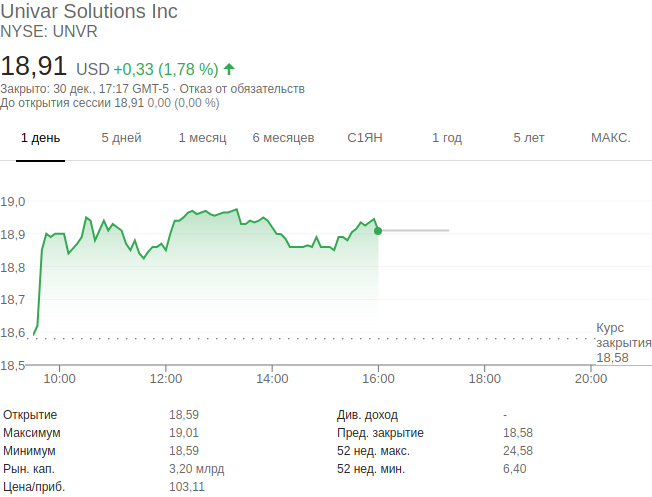 Univar Solutions Inc
NYSE: UNVR
18,91 USD +0,33 (1,78 %)
Закрыто: 30 дек., 17:17 GMT-5 · Отказ от обязательств
До открытия сессии 18,91 0,00 (0,00 %)
1 день 5 дней 1 месяц 6 месяцев С1ЯН 1 год 5 лет МАКС.
19,0
18,9
18,8
18,7
18,6
18,5
Курс
закрытия
18,58
10:00 12:00 14:00 16:00 18:00 20:00
Открытие 18,59 Див. доход -
Максимум 19,01 Пред. закрытие 18,58
Минимум 18,59 52 нед. макс. 24,58
Рын. кап. 3,20 млрд 52 нед. мин. 6,40
Цена/приб. 103,11